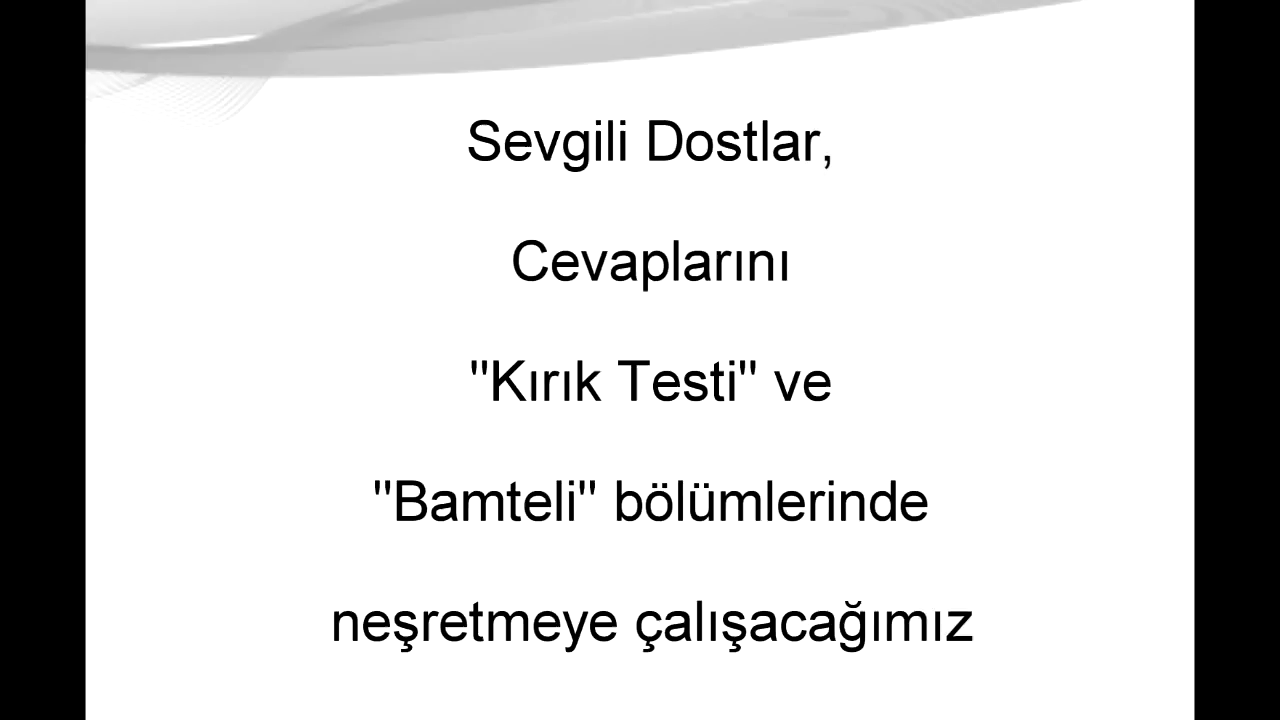 Sevgili Dostlar,
Cevaplarını
"Kırık Testi" ve
"Bamteli" bölümlerinde
neşretmeye çalışacağımız